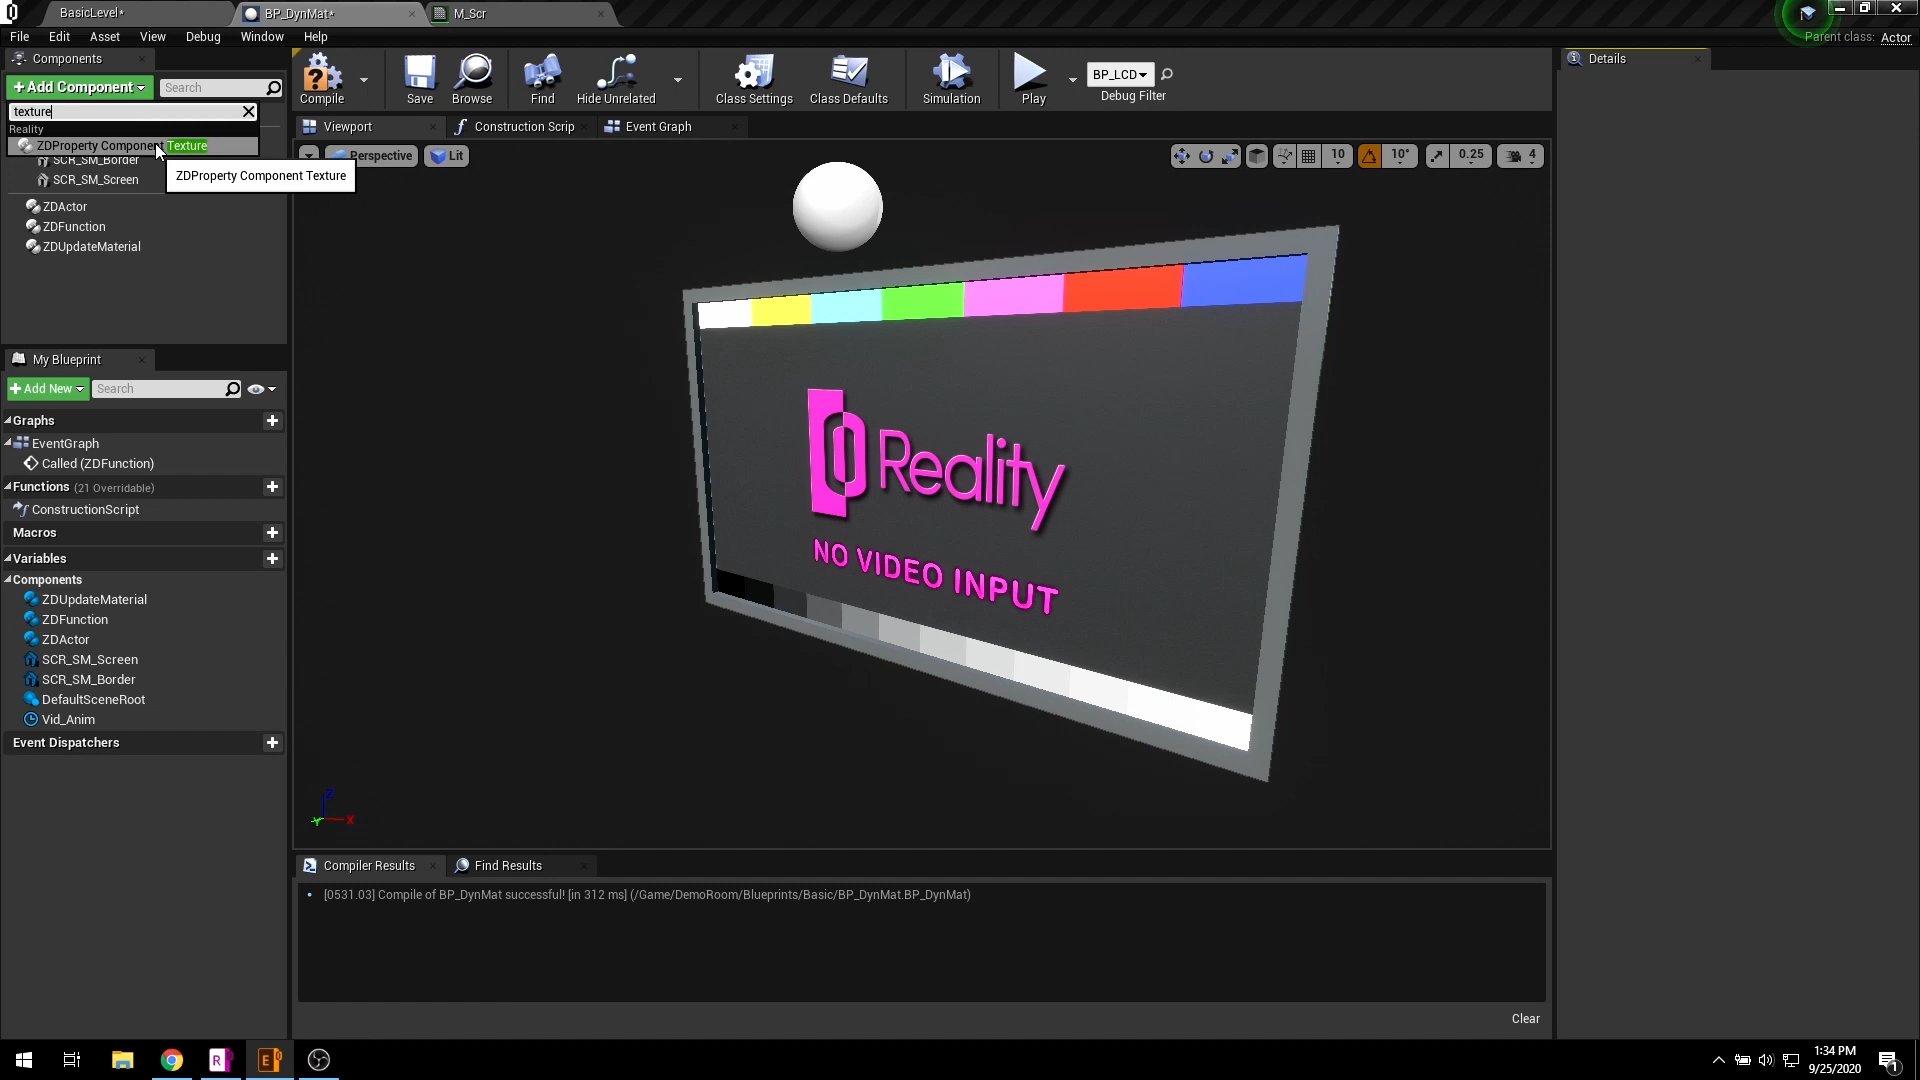 BasicLevel*
BP_DynMat*
M_Scr
File Edit Asset View Debug Window Help
Parent class: Actor
Components
+ Add Component
Search
texture
Reality
ZDProperty Component Texture
SCR_SM_Border
SCR_SM_Screen
ZDProperty Component Texture
ZDActor
ZDFunction
ZDUpdateMaterial
Compile
Save
Browse
Find
Hide Unrelated
Class Settings
Class Defaults
Simulation
Play
BP_LCD
Debug Filter
Details
Viewport
Construction Scrip
Event Graph
Perspective
Lit
10
10°
0.25
4
Reality
NO VIDEO INPUT
Z
X
Y
My Blueprint
+ Add New
Search
Graphs
EventGraph
Called (ZDFunction)
Functions (21 Overridable)
ConstructionScript
Macros
Variables
Components
ZDUpdateMaterial
ZDFunction
ZDActor
SCR_SM_Screen
SCR_SM_Border
DefaultSceneRoot
Vid_Anim
Event Dispatchers
Compiler Results
Find Results
[0531.03] Compile of BP_DynMat successful! [in 312 ms] (/Game/DemoRoom/Blueprints/Basic/BP_DynMat.BP_DynMat)
Clear
R
E
1:34 PM
9/25/2020
1